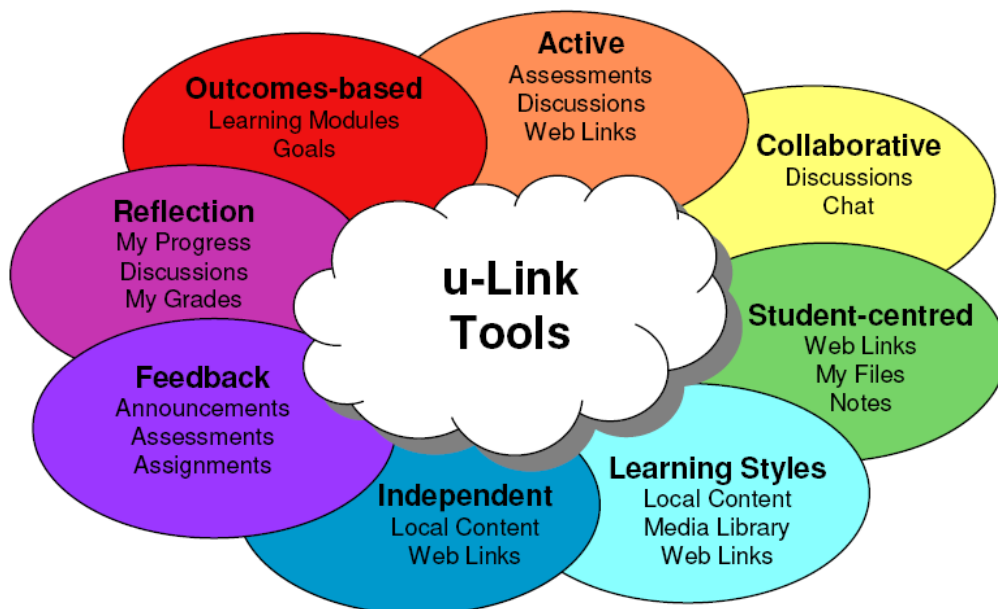 Active
Assessments
Discussions
Web Links
Outcomes-based
Learning Modules
Goals
Collaborative
Discussions
Chat
Reflection
My Progress
Discussions
My Grades
u-Link
Tools
Student-centred
Web Links
My Files
Notes
Feedback
Announcements
Assessments
Assignments
Learning Styles
Local Content
Media Library
Web Links
Independent
Local Content
Web Links